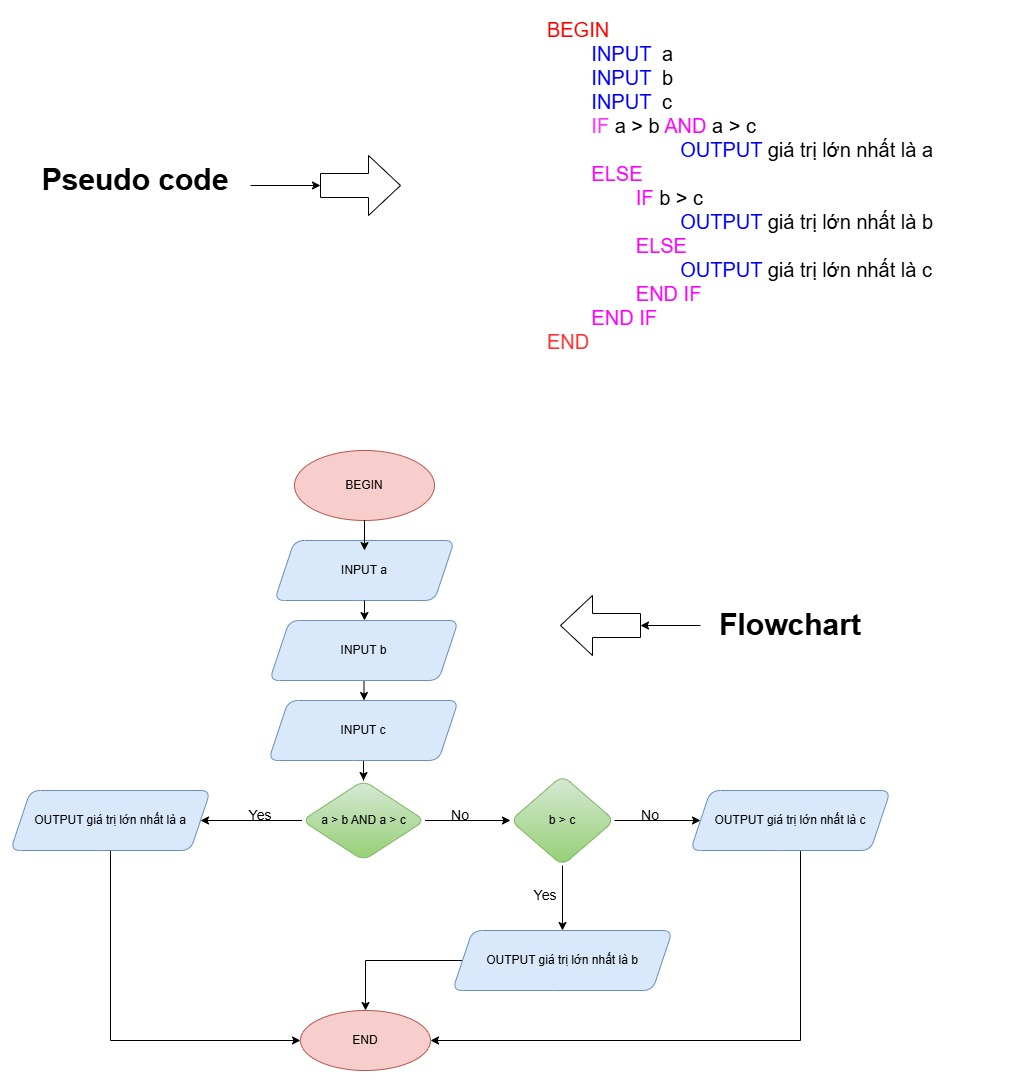 BEGIN
INPUT a
INPUT b
INPUT c
IF a > b AND a > c
OUTPUT giá trị lớn nhất là a
ELSE
IF b > c
OUTPUT giá trị lớn nhất là b
ELSE
OUTPUT giá trị lớn nhất là c
END IF
END IF
END
Pseudo code
BEGIN
INPUT a
INPUT b
INPUT c
Flowchart
OUTPUT giá trị lớn nhất là a
Yes
a > b AND a > c
No
b > c
No
OUTPUT giá trị lớn nhất là c
Yes
OUTPUT giá trị lớn nhất là b
END